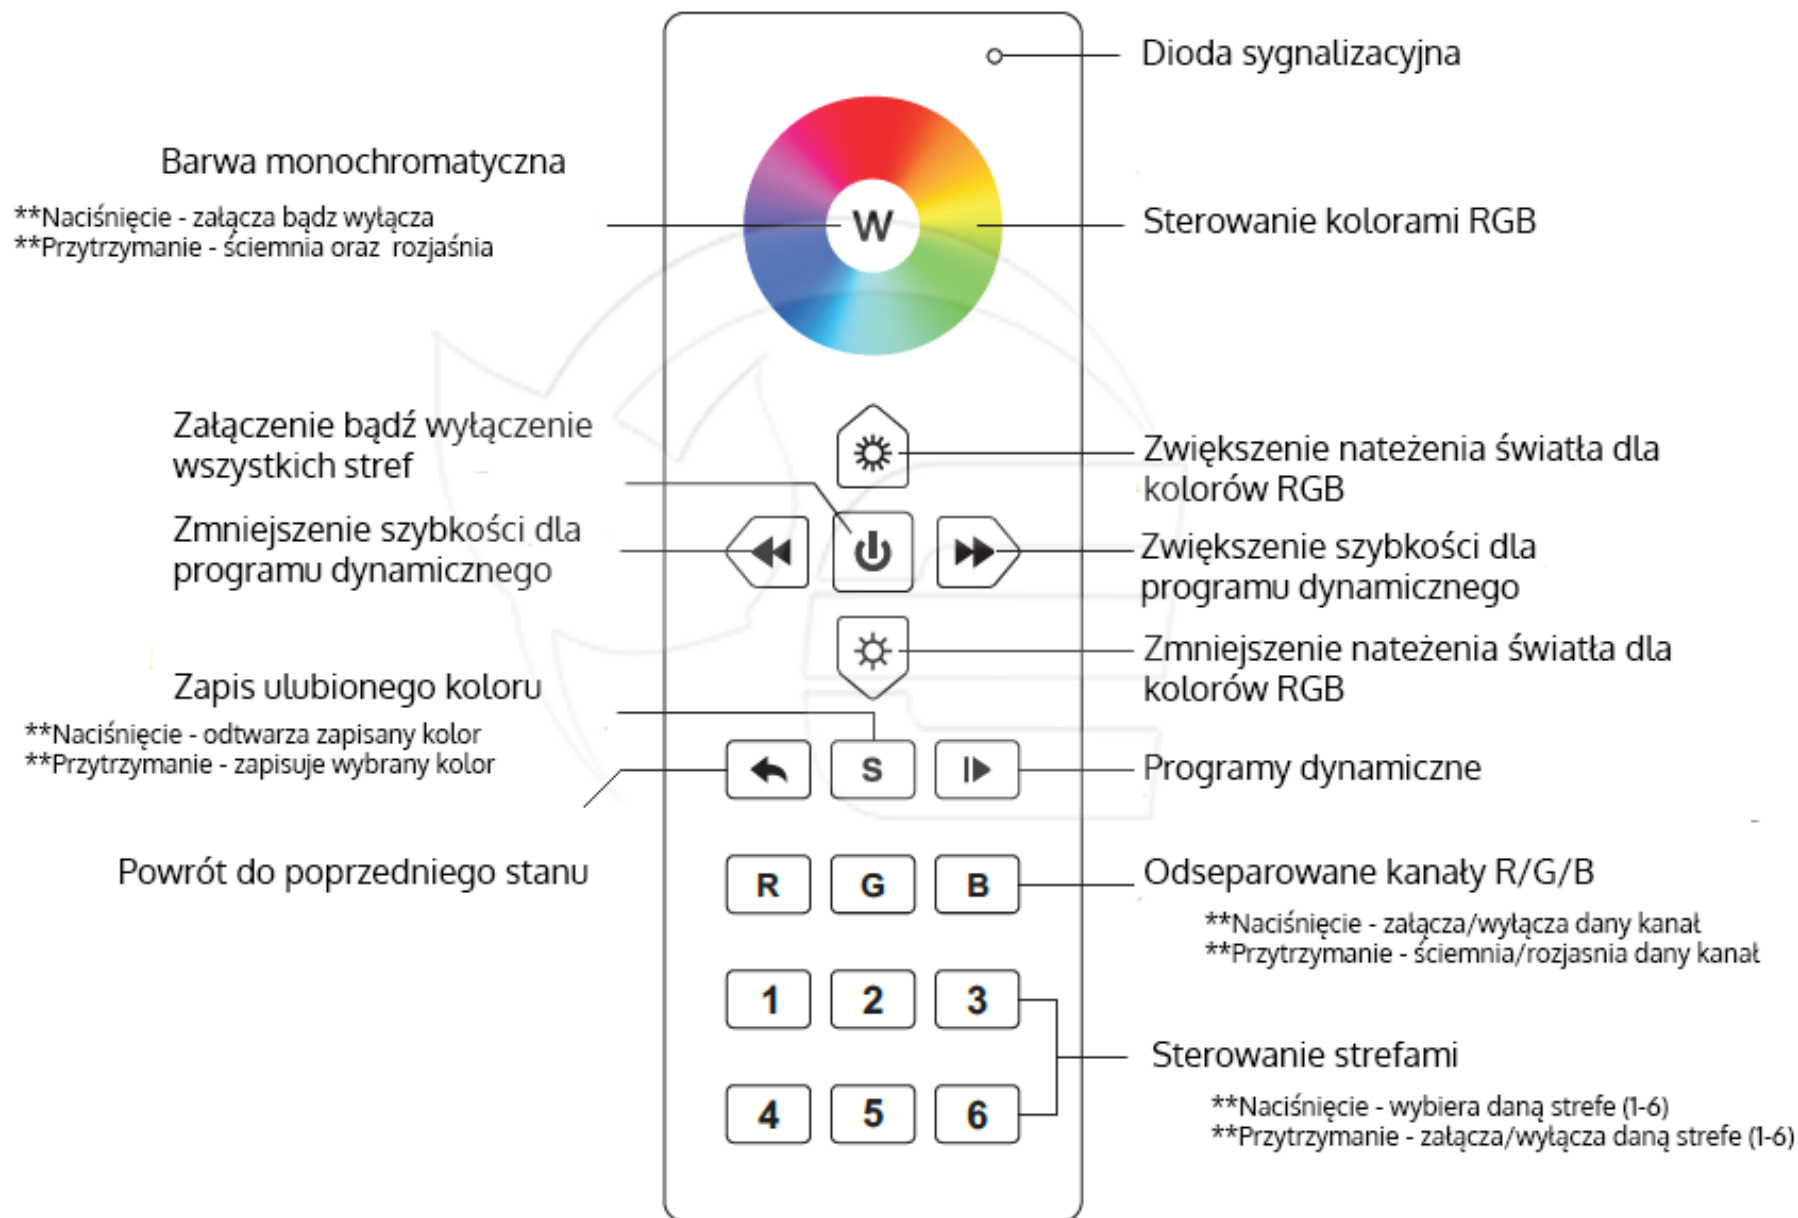 Dioda sygnalizacyjna
Barwa monochromatyczna
**Naciśnięcie - załącza bądz wyłącza
**Przytrzymanie - ściemnia oraz rozjaśnia
W
Sterowanie kolorami RGB
Załączenie bądź wyłączenie
wszystkich stref
Zwiększenie nateżenia światła dla
kolorów RGB
Zmniejszenie szybkości dla
programu dynamicznego
Zwiększenie szybkości dla
programu dynamicznego
Zmniejszenie nateżenia światła dla
kolorów RGB
Zapis ulubionego koloru
**Naciśnięcie - odtwarza zapisany kolor
**Przytrzymanie - zapisuje wybrany kolor
S
Programy dynamiczne
Powrót do poprzedniego stanu
R G B
Odseparowane kanały R/G/B
**Naciśnięcie - załącza/wyłącza dany kanał
**Przytrzymanie - ściemnia/rozjasnia dany kanał
1 2 3
Sterowanie strefami
4 5 6
**Naciśnięcie - wybiera daną strefe (1-6)
**Przytrzymanie - załącza/wyłącza daną strefe (1-6)